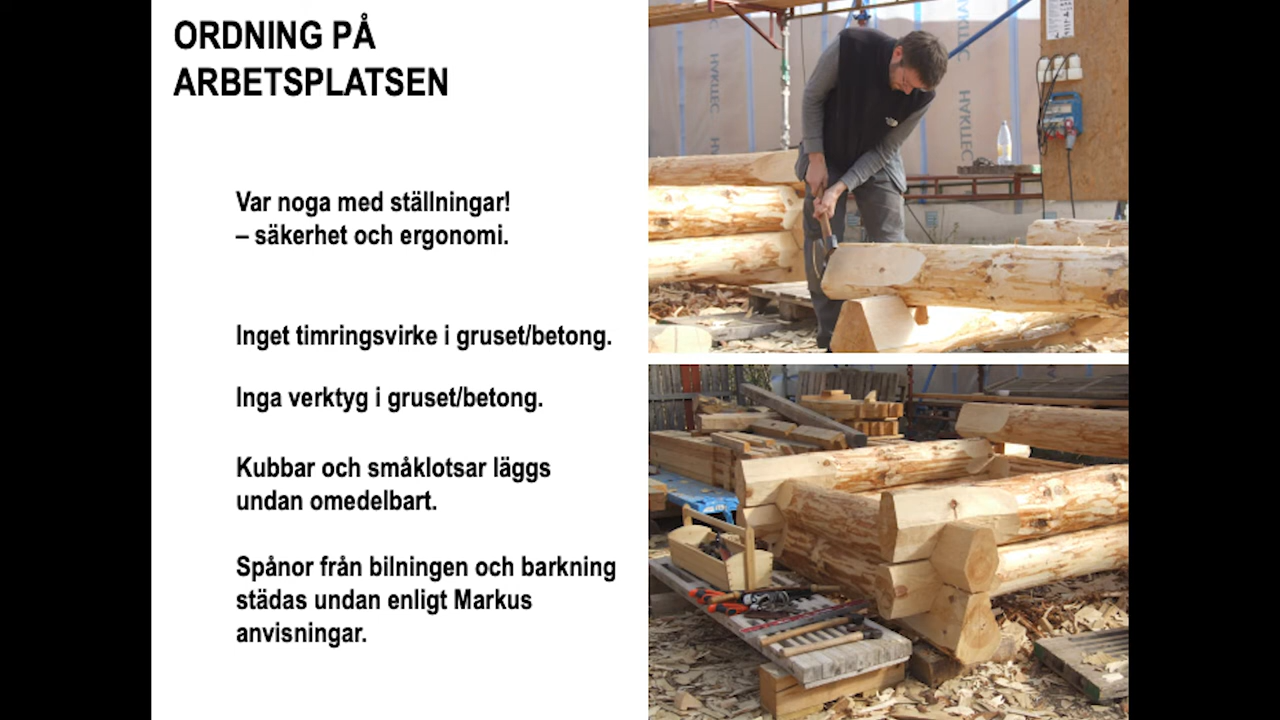 ORDNING PÅ
ARBETSPLATSEN
Var noga med ställningar!
– säkerhet och ergonomi.
Inget timringsvirke i gruset/betong.
Inga verktyg i gruset/betong.
Kubbar och småklotsar läggs
undan omedelbart.
Spånor från bilningen och barkning
städas undan enligt Markus
anvisningar.